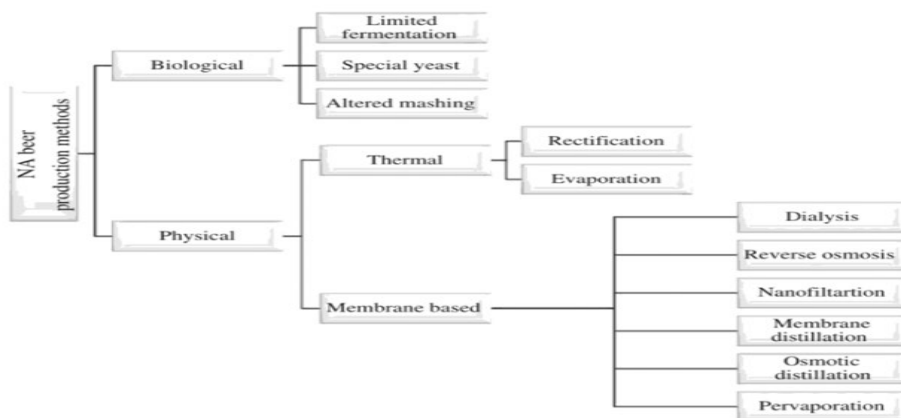 NA beer
production methods
Biological
Limited
fermentation
Special yeast
Altered mashing
Physical
Thermal
Rectification
Evaporation
Membrane based
Dialysis
Reverse osmosis
Nanofiltartion
Membrane
distillation
Osmotic
distillation
Pervaporation